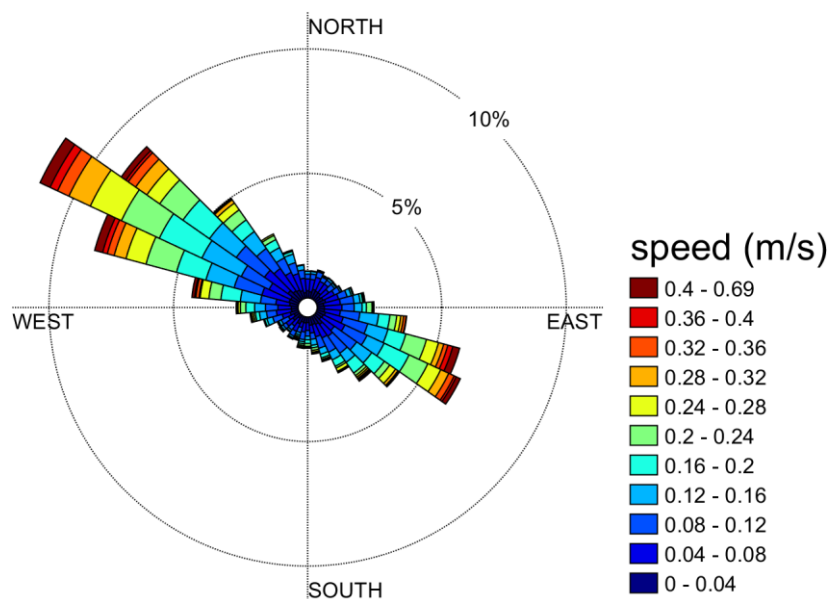 NORTH
10%
5%
WEST
EAST
SOUTH
speed (m/s)
0.4 - 0.69
0.36 - 0.4
0.32 - 0.36
0.28 - 0.32
0.24 - 0.28
0.2 - 0.24
0.16 - 0.2
0.12 - 0.16
0.08 - 0.12
0.04 - 0.08
0 - 0.04